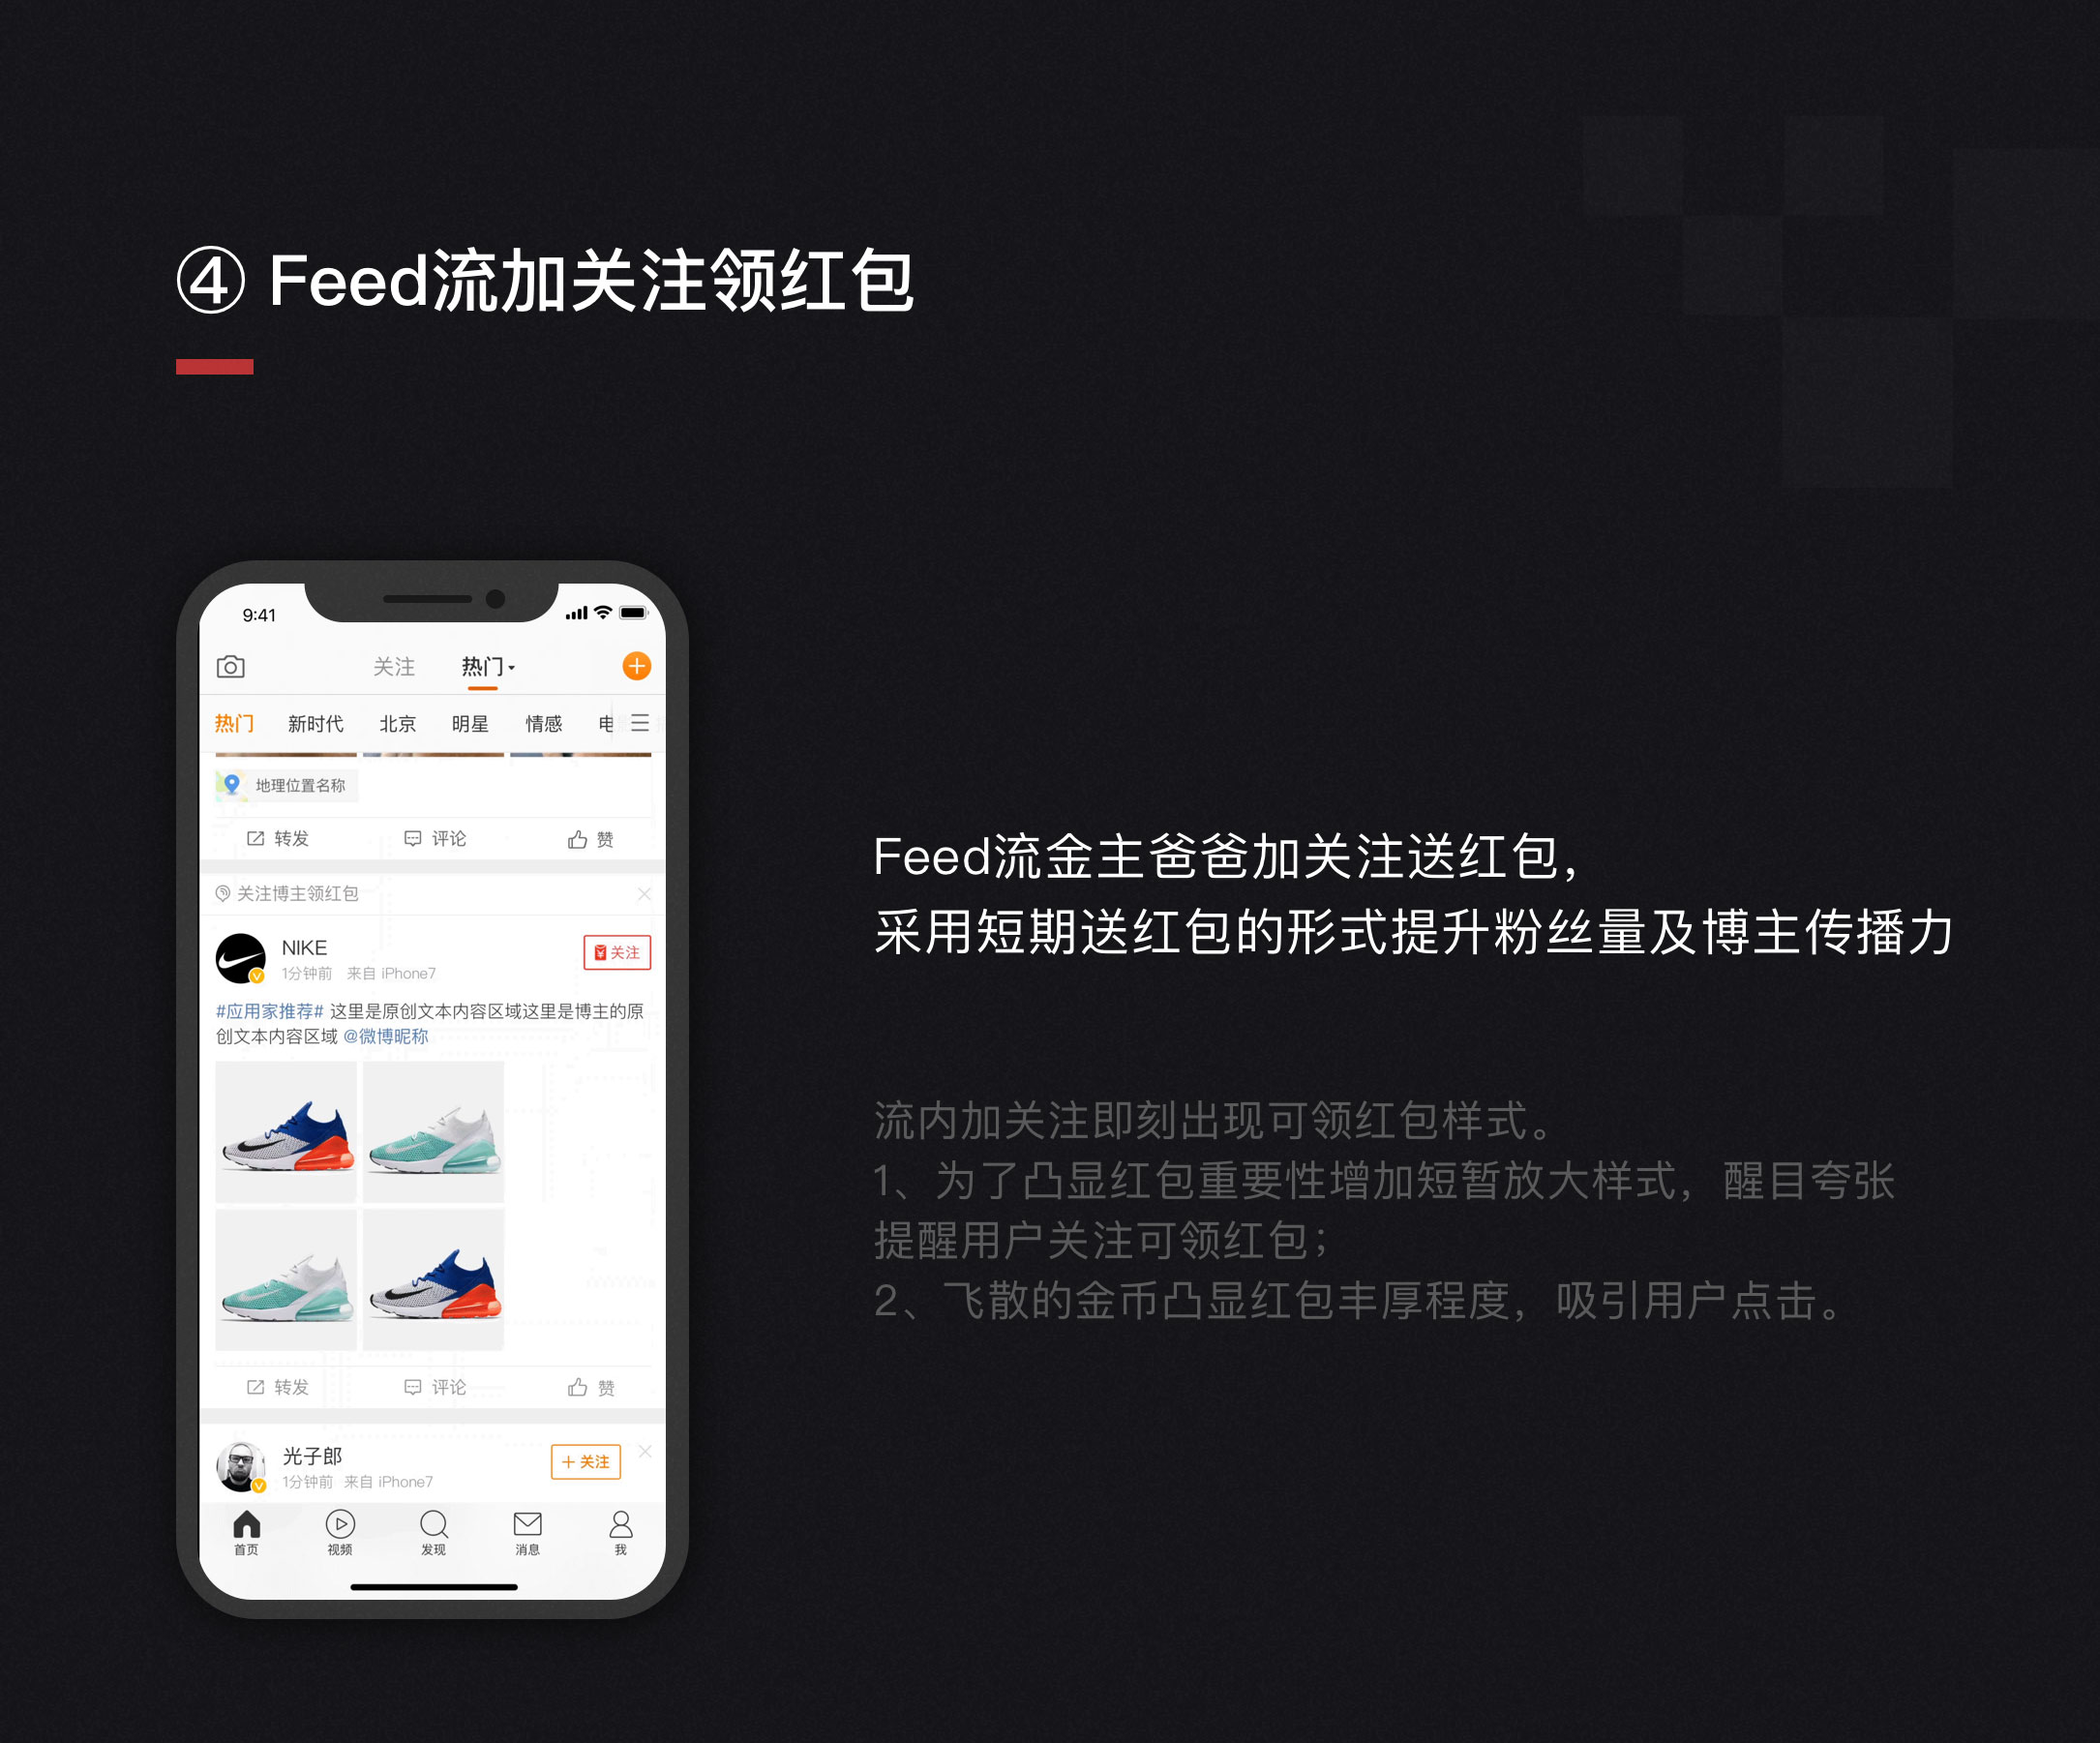 ④ Feed流加关注领红包
9:41
关注 热门
热门 新时代 北京 明星 情感
地理位置名称
转发 评论 赞
关注博主领红包
NIKE
关注
1分钟前 来自 iPhone7
#应用家推荐# 这里是原创文本内容区域这里是博主的原
创文本内容区域 @微博昵称
转发 评论 赞
光子郎
+ 关注
1分钟前 来自 iPhone7
首页 视频 发现 消息 我
Feed流金主爸爸加关注送红包，
采用短期送红包的形式提升粉丝量及博主传播力
流内加关注即刻出现可领红包样式。
1、为了凸显红包重要性增加短暂放大样式，醒目夸张
提醒用户关注可领红包；
2、飞散的金币凸显红包丰厚程度，吸引用户点击。